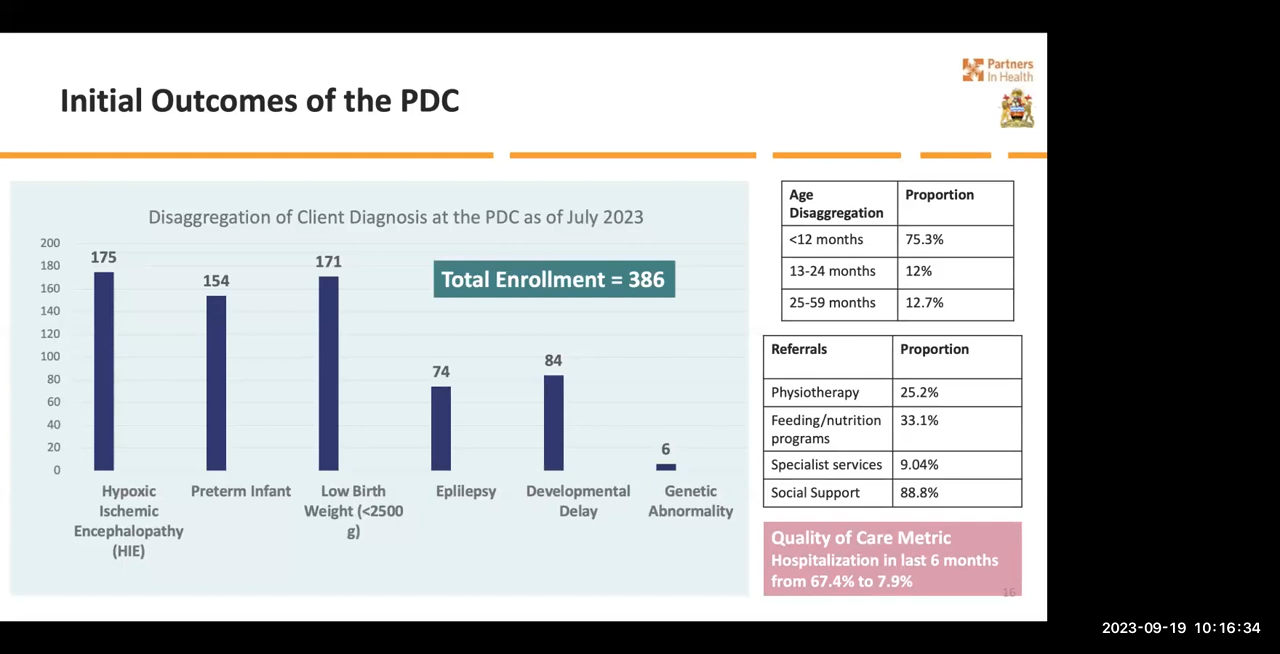 Partners
In Health
Initial Outcomes of the PDC
Disaggregation of Client Diagnosis at the PDC as of July 2023
200
180
160
140
120
100
80
60
40
20
0
175
154
171
74
84
6
Total Enrollment = 386
Hypoxic
Ischemic
Encephalopathy
(HIE)
Preterm Infant
Low Birth
Weight (<2500
g)
Eplilepsy
Developmental
Delay
Genetic
Abnormality
Age
Disaggregation
Proportion
<12 months
75.3%
13-24 months
12%
25-59 months
12.7%
Referrals
Proportion
Physiotherapy
25.2%
Feeding/nutrition
programs
33.1%
Specialist services
9.04%
Social Support
88.8%
Quality of Care Metric
Hospitalization in last 6 months
from 67.4% to 7.9%
16
2023-09-19 10:16:34